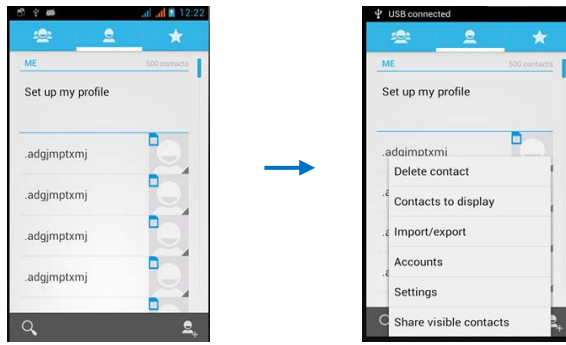 12:22
ME 500 contacts
Set up my profile
.adgjmptxmj
.adgjmptxmj
.adgjmptxmj
.adgjmptxmj
USB connected
ME 500 contacts
Set up my profile
.adgjmptxmj
Delete contact
Contacts to display
Import/export
Accounts
Settings
Share visible contacts